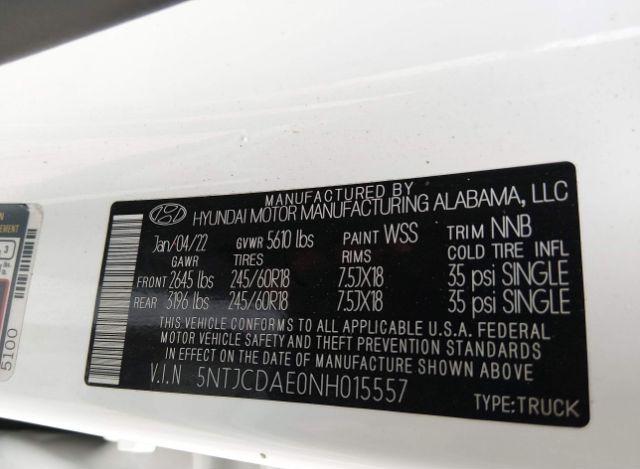 MANUFACTURED BY
HYUNDAI MOTOR MANUFACTURING ALABAMA, LLC
Jan/04/22 GVWR 5610 lbs PAINT WSS TRIM NNB
GAWR TIRES RIMS COLD TIRE INFL
FRONT 2645 lbs 245/60R18 7.5JX18 35 psi SINGLE
REAR 3196 lbs 245/60R18 7.5JX18 35 psi SINGLE
THIS VEHICLE CONFORMS TO ALL APPLICABLE U.S.A. FEDERAL
MOTOR VEHICLE SAFETY AND THEFT PREVENTION STANDARDS
IN EFFECT ON THE DATE OF MANUFACTURE SHOWN ABOVE
V.I.N 5NTJCDAE0NH015557
TYPE:TRUCK
5100